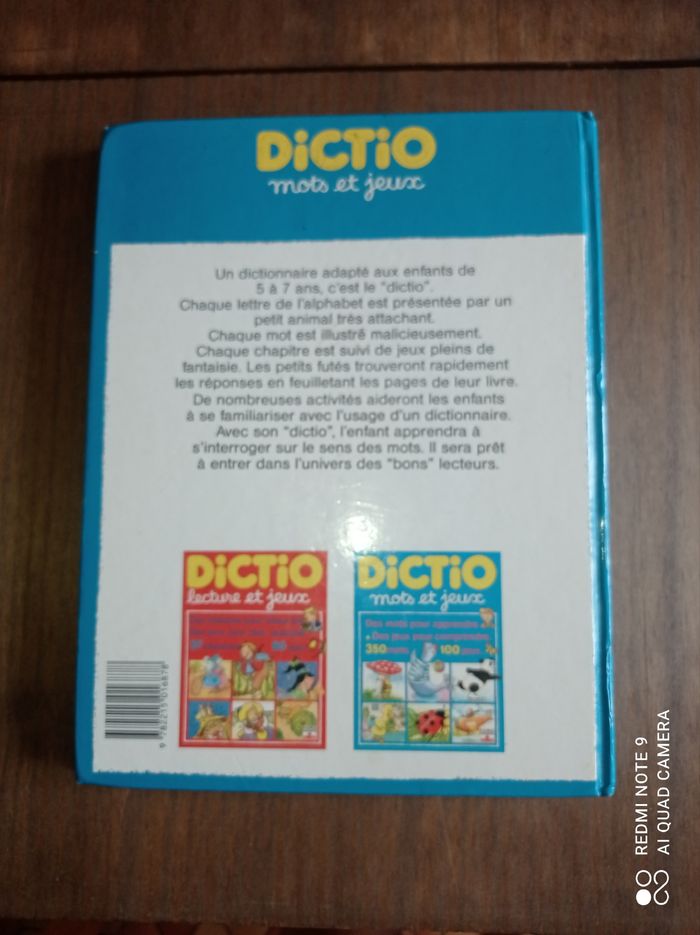 DiCTiO
mots et jeux
Un dictionnaire adapté aux enfants de
5 à 7 ans, c'est le "dictio".
Chaque lettre de l'alphabet est présentée par un
petit animal très attachant.
Chaque mot est illustré malicieusement.
Chaque chapitre est suivi de jeux pleins de
fantaisie. Les petits futés trouveront rapidement
les réponses en feuilletant les pages de leur livre.
De nombreuses activités aideront les enfants
à se familiariser avec l'usage d'un dictionnaire.
Avec son "dictio", l'enfant apprendra à
s'interroger sur le sens des mots. Il sera prêt
à entrer dans l'univers des "bons" lecteurs.
DiCTiO
lecture et jeux
DiCTiO
mots et jeux
Des mots pour apprendre
• Des jeux pour comprendre
350 mots 100 jeux
9 782215 016878
REDMI NOTE 9
AI QUAD CAMERA